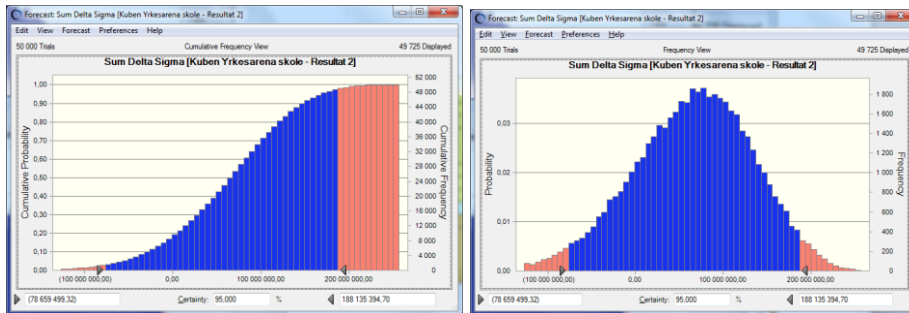 Forecast: Sum Delta Sigma [Kuben Yrkesarena skole - Resultat 2]
Edit View Forecast Preferences Help
50 000 Trials Cumulative Frequency View 49 725 Displayed
Sum Delta Sigma [Kuben Yrkesarena skole - Resultat 2]
Cumulative Probability
1,00
0,90
0,80
0,70
0,60
0,50
0,40
0,30
0,20
0,10
0,00
52 000
48 000
44 000
40 000
36 000
32 000
28 000
24 000
20 000
16 000
12 000
8 000
4 000
0
Cumulative Frequency
(100 000 000,00) 0,00 100 000 000,00 200 000 000,00
(78 659 499,32) Certainty: 95,000 % 188 135 394,70
Forecast: Sum Delta Sigma [Kuben Yrkesarena skole - Resultat 2]
Edit View Forecast Preferences Help
50 000 Trials Frequency View 49 725 Displayed
Sum Delta Sigma [Kuben Yrkesarena skole - Resultat 2]
Probability
0,03
0,02
0,01
0,00
1 800
1 600
1 400
1 200
1 000
800
600
400
200
0
Frequency
(100 000 000,00) 0,00 100 000 000,00 200 000 000,00
(78 659 499,32) Certainty: 95,000 % 188 135 394,70